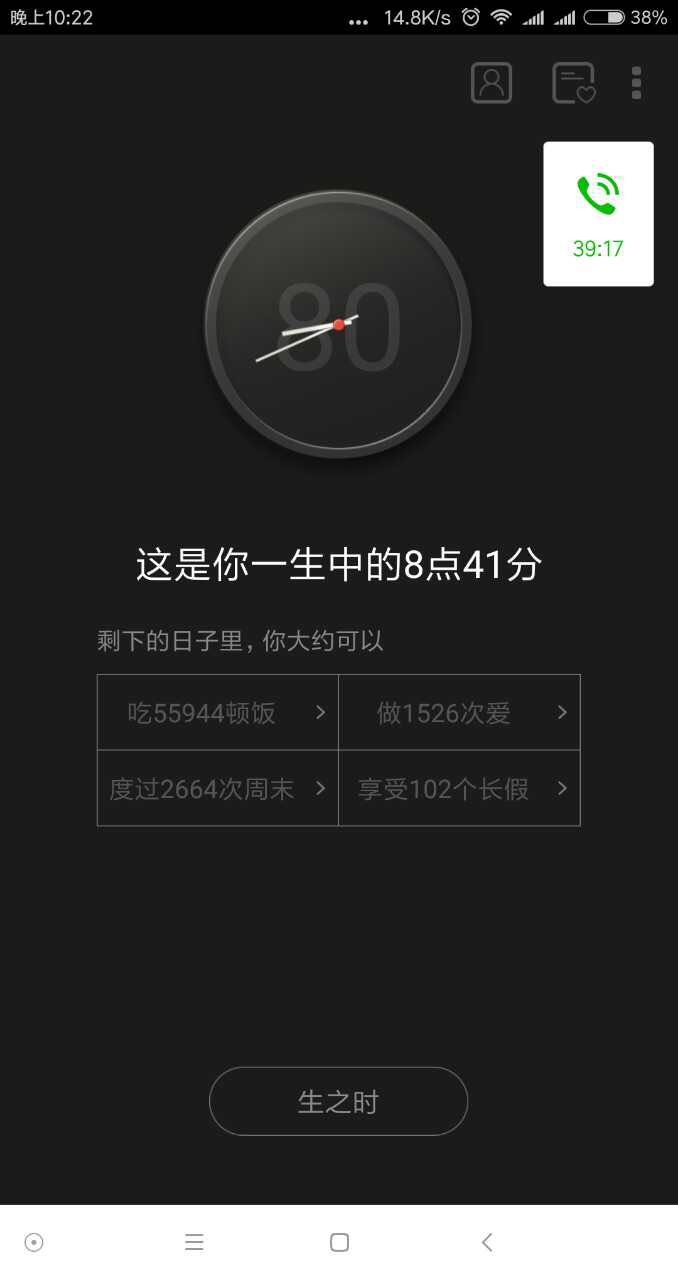 晚上10:22 ... 14.8K/s 38%
39:17
80
这是你一生中的8点41分
剩下的日子里，你大约可以
吃55944顿饭 做1526次爱
度过2664次周末 享受102个长假
生之时